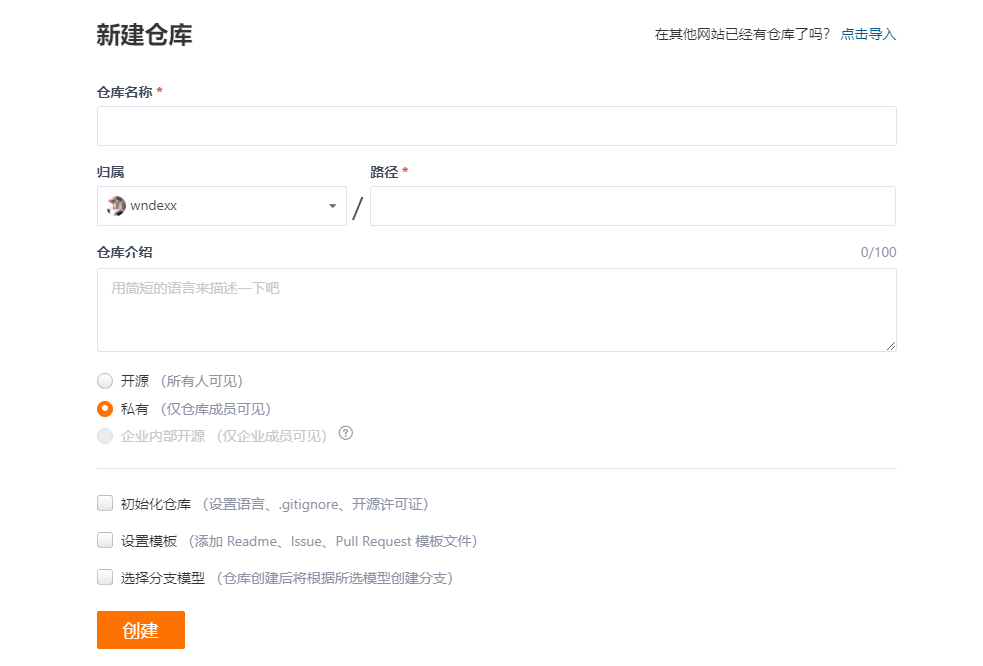 新建仓库
在其他网站已经有仓库了吗? 点击导入
仓库名称 *
归属
路径 *
wndexx
/
仓库介绍
0/100
用简短的语言来描述一下吧
开源 (所有人可见)
私有 (仅仓库成员可见)
企业内部开源 (仅企业成员可见) ?
初始化仓库 (设置语言、.gitignore、开源许可证)
设置模板 (添加 Readme、Issue、Pull Request 模板文件)
选择分支模型 (仓库创建后将根据所选模型创建分支)
创建